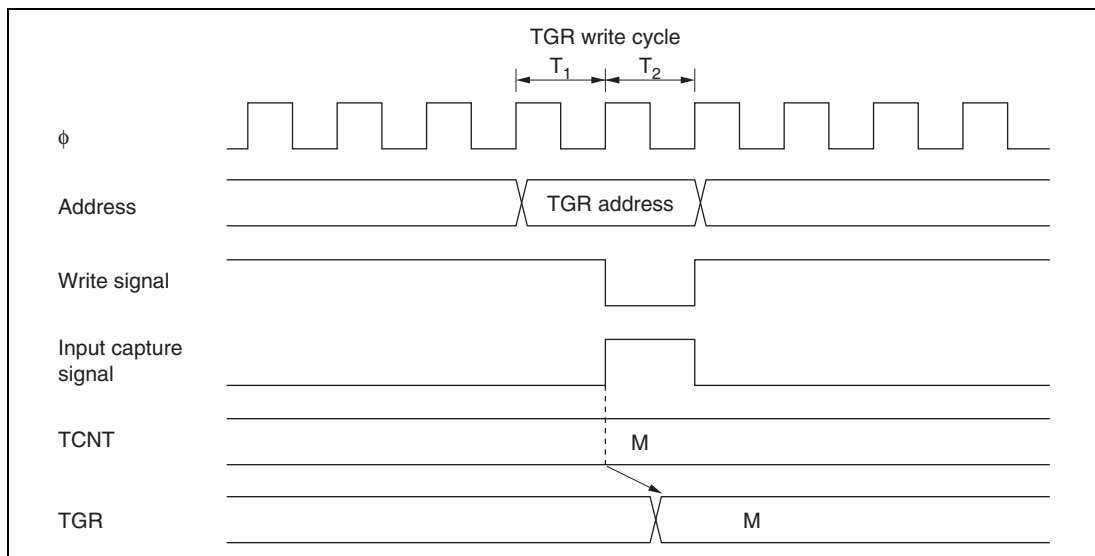 TGR write cycle
T₁ T₂
ϕ
Address TGR address
Write signal
Input capture
signal
TCNT M
TGR M